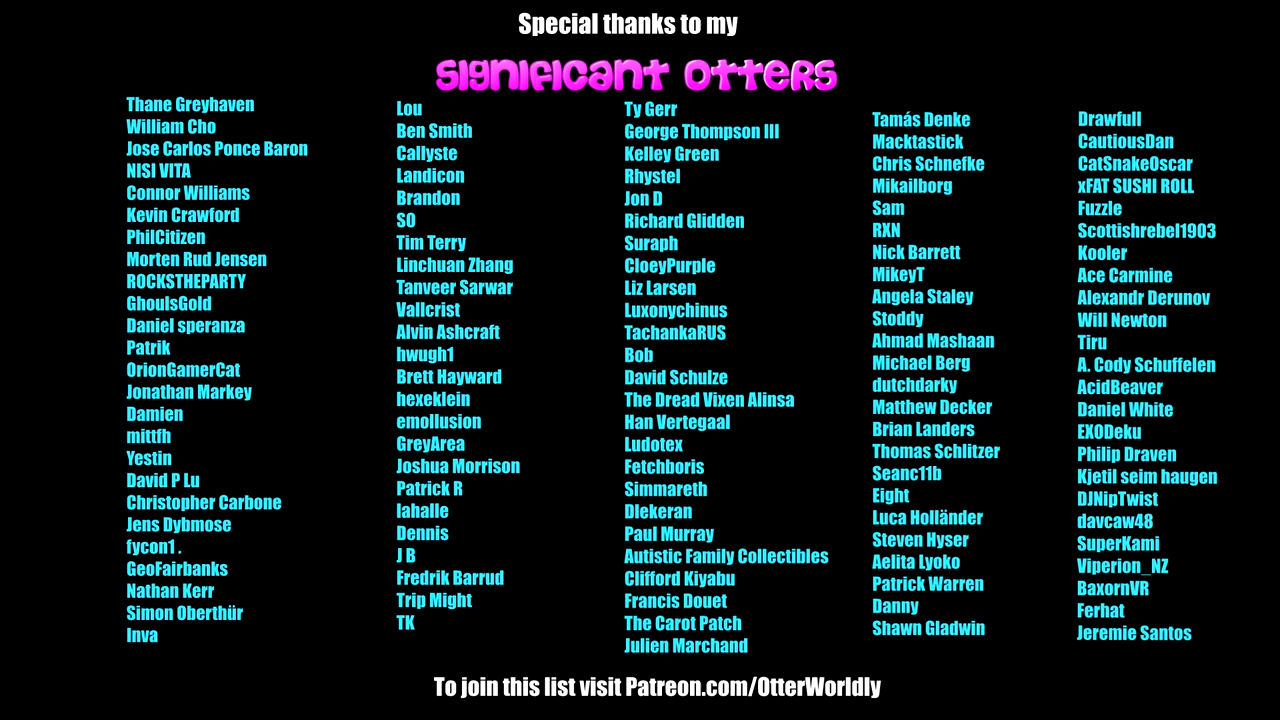 Special thanks to my
SIGNIFICANT OTTERS
Thane Greyhaven
William Cho
Jose Carlos Ponce Baron
NISI VITA
Connor Williams
Kevin Crawford
PhilCitizen
Morten Rud Jensen
ROCKSTHEPARTY
GhoulsGold
Daniel speranza
Patrik
OrionGamerCat
Jonathan Markey
Damien
mittfh
Yestin
David P Lu
Christopher Carbone
Jens Dybmose
fycon1 .
GeoFairbanks
Nathan Kerr
Simon Oberthür
Inva
Lou
Ben Smith
Callyste
Landicon
Brandon
SO
Tim Terry
Linchuan Zhang
Tanveer Sarwar
Vallcrist
Alvin Ashcraft
hwugh1
Brett Hayward
hexeklein
emollusion
GreyArea
Joshua Morrison
Patrick R
lahalle
Dennis
J B
Fredrik Barrud
Trip Might
TK
Ty Gerr
George Thompson III
Kelley Green
Rhystel
Jon D
Richard Glidden
Suraph
CloeyPurple
Liz Larsen
Luxonychinus
TachankaRUS
Bob
David Schulze
The Dread Vixen Alinsa
Han Vertegaal
Ludotex
Fetchboris
Simmareth
Dlekeran
Paul Murray
Autistic Family Collectibles
Clifford Kiyabu
Francis Douet
The Carot Patch
Julien Marchand
Tamás Denke
Macktastick
Chris Schnefke
Mikailborg
Sam
RXN
Nick Barrett
MikeyT
Angela Staley
Stoddy
Ahmad Mashaan
Michael Berg
dutchdarky
Matthew Decker
Brian Landers
Thomas Schlitzer
Seanc11b
Eight
Luca Holländer
Steven Hyser
Aelita Lyoko
Patrick Warren
Danny
Shawn Gladwin
Drawfull
CautiousDan
CatSnakeOscar
xFAT SUSHI ROLL
Fuzzle
Scottishrebel1903
Kooler
Ace Carmine
Alexandr Derunov
Will Newton
Tiru
A. Cody Schuffelen
AcidBeaver
Daniel White
EXODeku
Philip Draven
Kjetil seim haugen
DJNipTwist
davcaw48
SuperKami
Viperion_NZ
BaxornVR
Ferhat
Jeremie Santos
To join this list visit Patreon.com/OtterWorldly